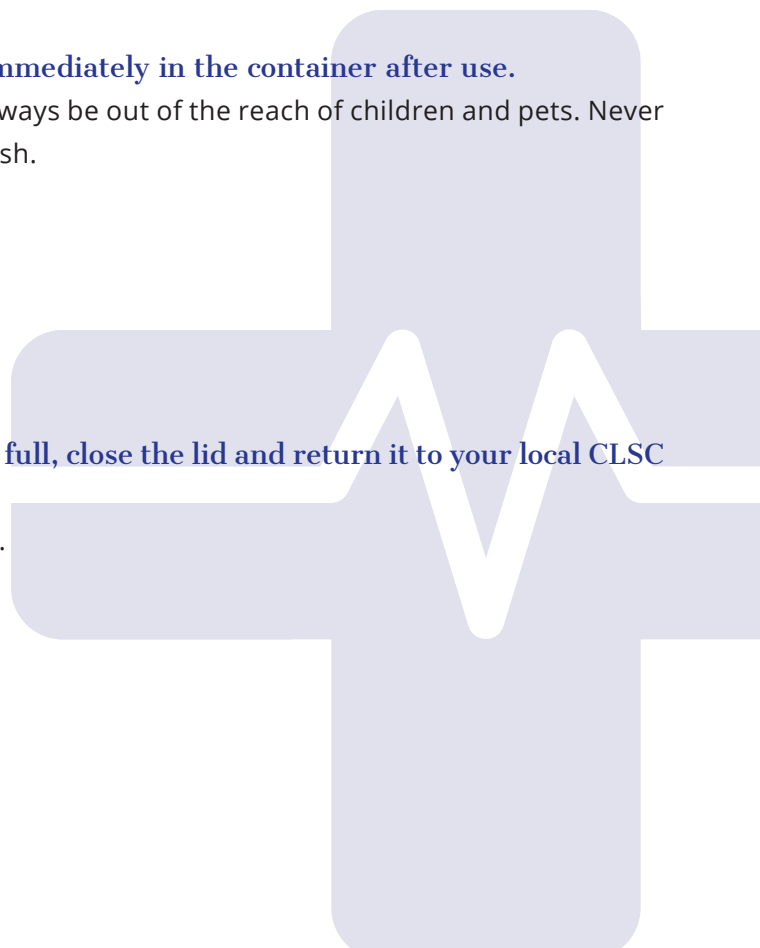 mmediately in the container after use.
ways be out of the reach of children and pets. Never
sh.
full, close the lid and return it to your local CLSC
.